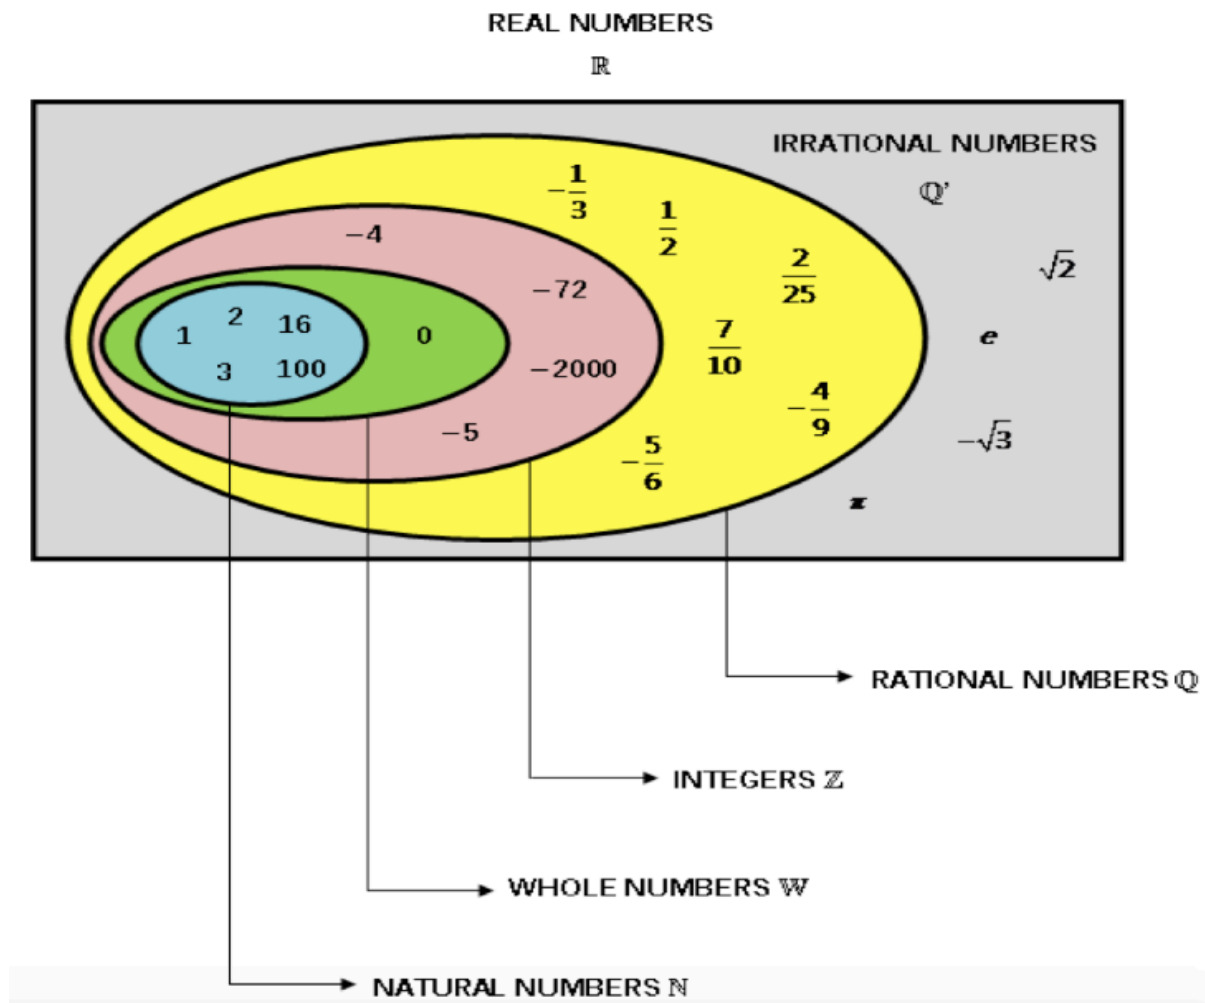 REAL NUMBERS
ℝ
IRRATIONAL NUMBERS
ℚ’
−1/3
1/2
−4
2/25
√2
−72
2
16
1
0
7/10
e
3
100
−2000
−4/9
−5
−√3
−5/6
π
RATIONAL NUMBERS ℚ
INTEGERS ℤ
WHOLE NUMBERS 𝕎
NATURAL NUMBERS ℕ